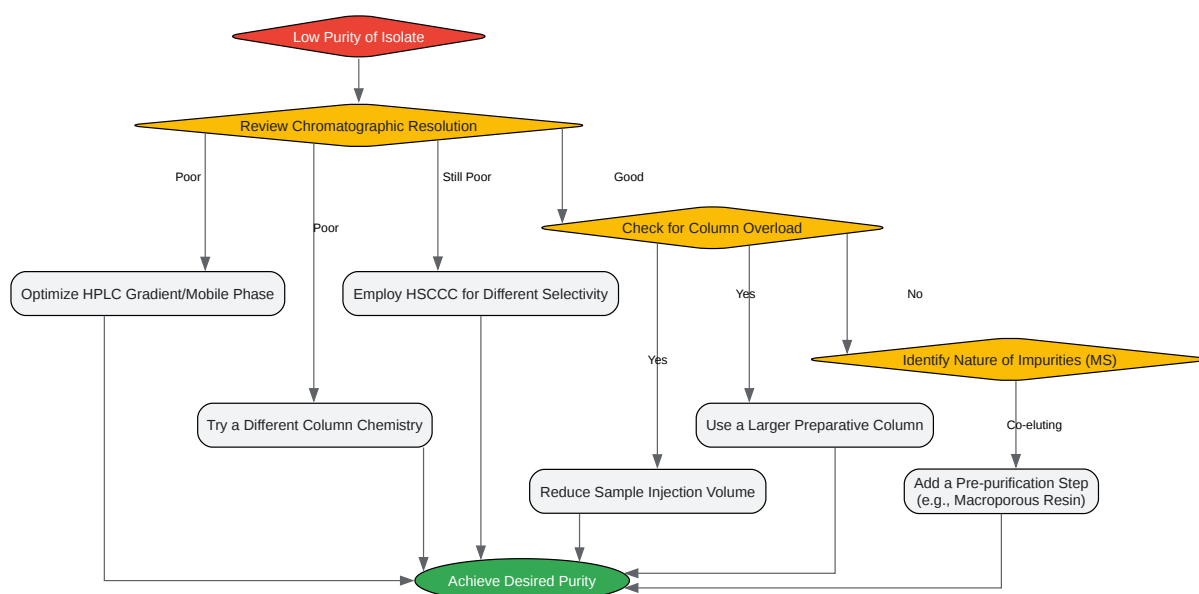 Low Purity of Isolate
Review Chromatographic Resolution
Poor
Still Poor
Good
Poor
Check for Column Overload
Optimize HPLC Gradient/Mobile Phase
Employ HSCCC for Different Selectivity
Yes
No
Yes
Identify Nature of Impurities (MS)
Try a Different Column Chemistry
Use a Larger Preparative Column
Co-eluting
Reduce Sample Injection Volume
Add a Pre-purification Step
(e.g., Macroporous Resin)
Achieve Desired Purity